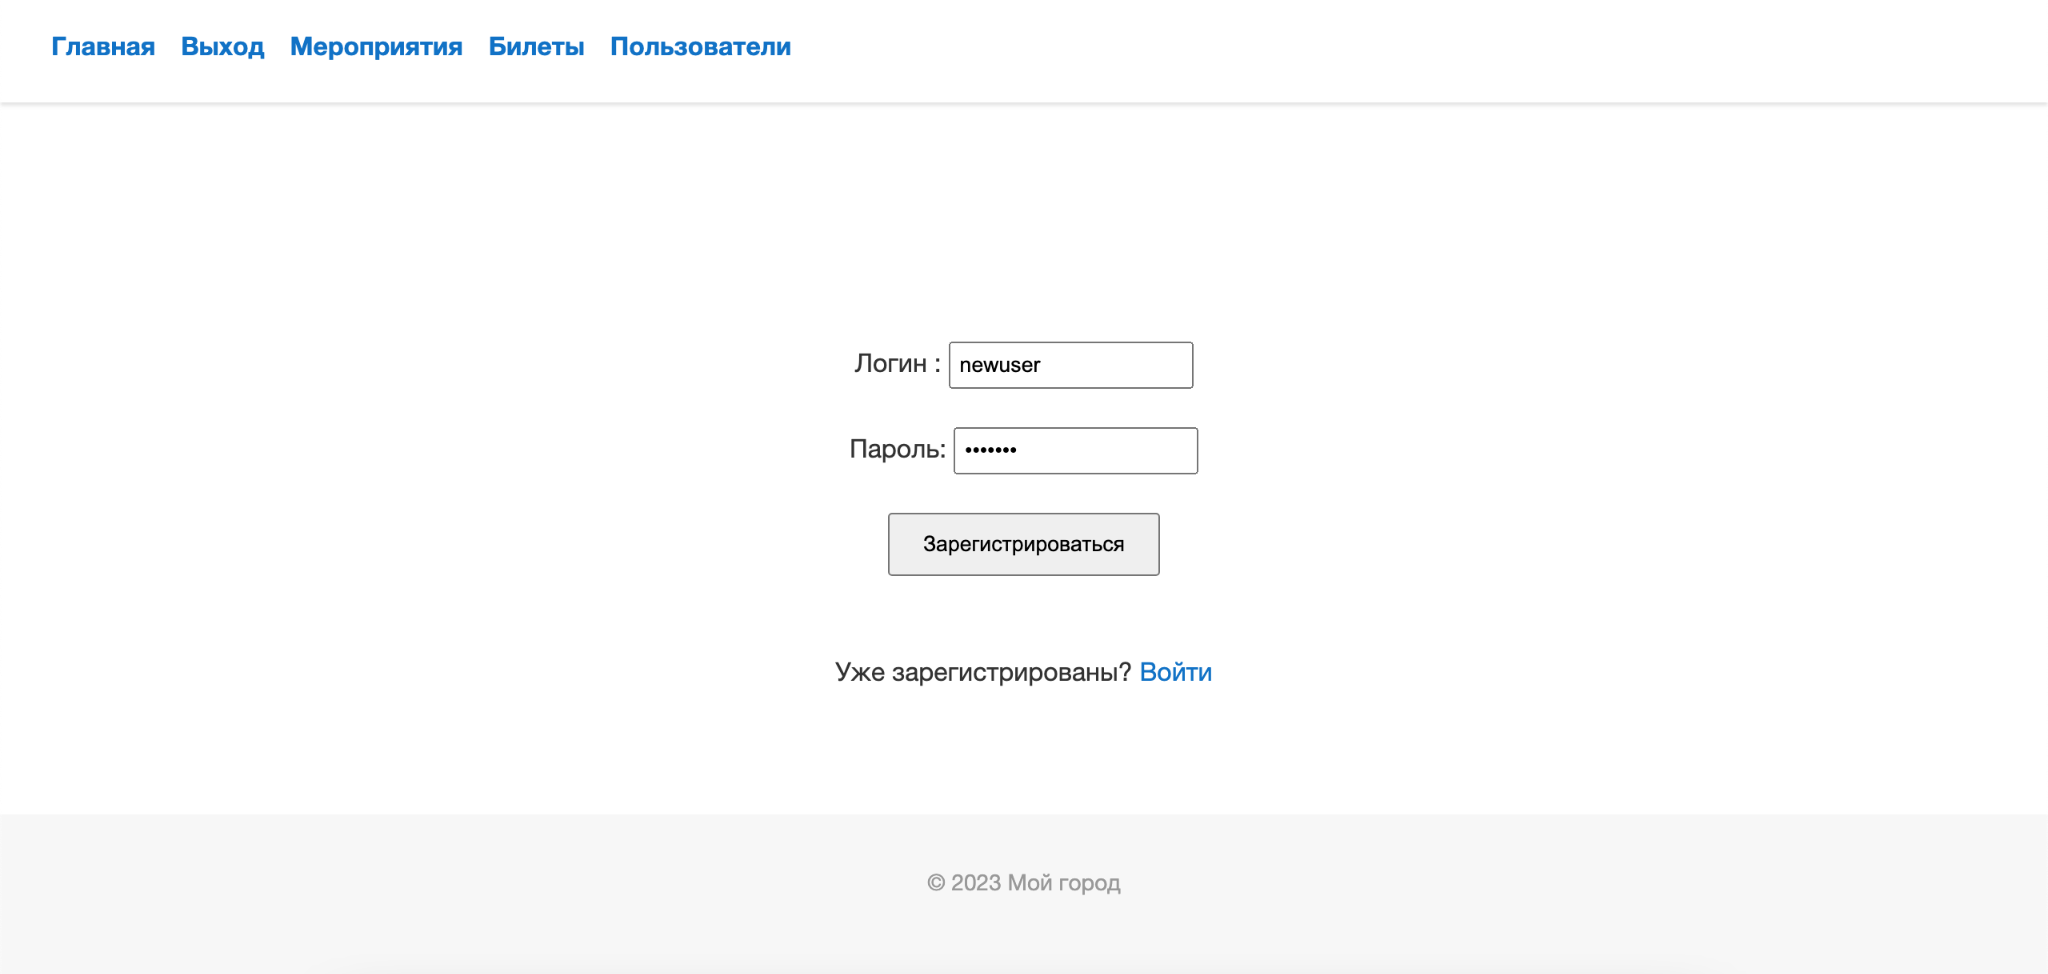 Главная Выход Мероприятия Билеты Пользователи
Логин : newuser
Пароль: •••••••
Зарегистрироваться
Уже зарегистрированы? Войти
© 2023 Мой город